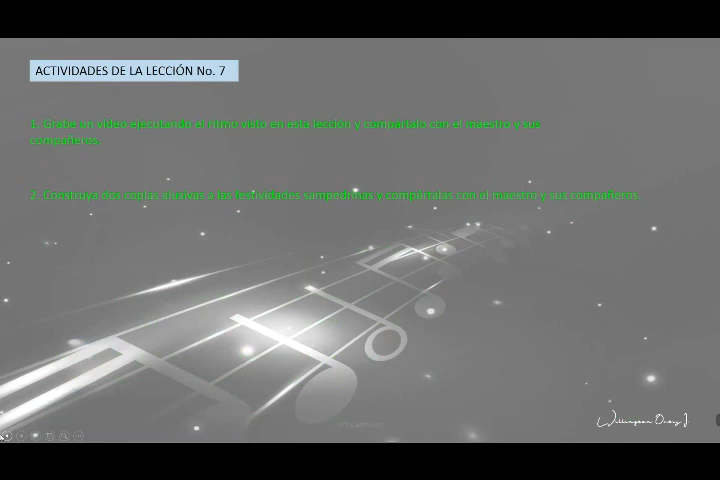 ACTIVIDADES DE LA LECCIÓN No. 7
1. Grabe un video ejecutando el ritmo visto en esta lección y compártalo con el maestro y sus
compañeros.
2. Construya dos coplas alusivas a las festividades sampedrinas y compártalas con el maestro y sus compañeros.